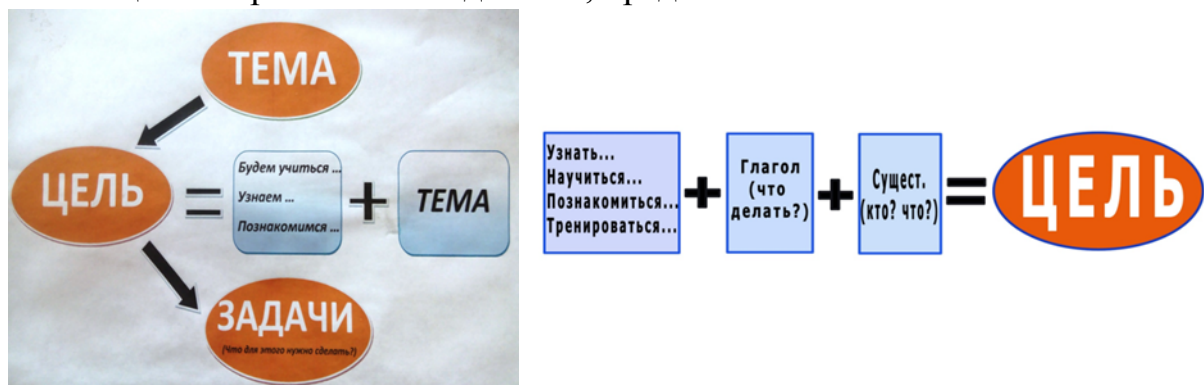 ТЕМА
ЦЕЛЬ
=
Будем учиться ...
Узнаем ...
Познакомимся ...
+
ТЕМА
ЗАДАЧИ
(Что для этого нужно сделать?)
Узнать...
Научиться...
Познакомиться...
Тренироваться...
+
Глагол
(что
делать?)
+
Сущест.
(кто? что?)
=
ЦЕЛЬ